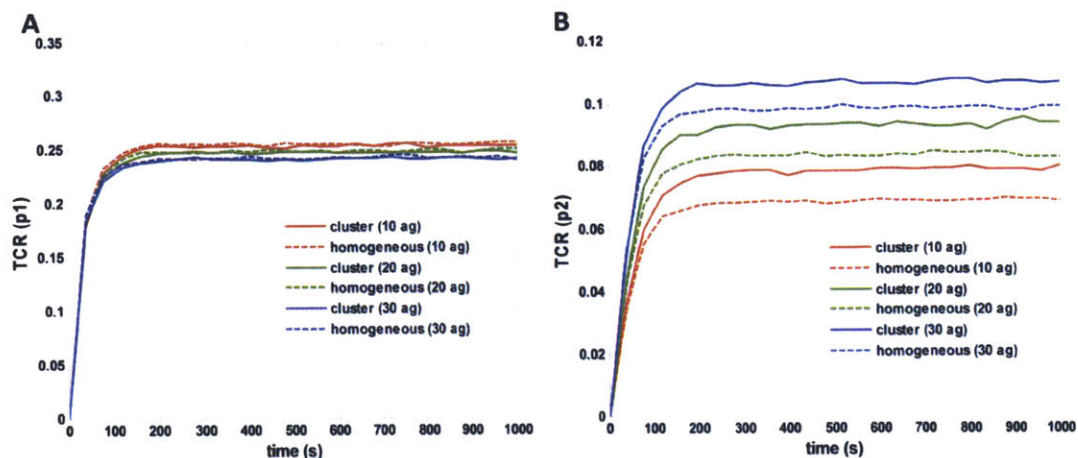 A
0.35
0.3
0.25
0.2
0.15
0.1
0.05
0
TCR (p1)
cluster (10 ag)
homogeneous (10 ag)
cluster (20 ag)
homogeneous (20 ag)
cluster (30 ag)
homogeneous (30 ag)
0 100 200 300 400 500 600 700 800 900 1000
time (s)
B
0.12
0.1
0.08
0.06
0.04
0.02
0
TCR (p2)
cluster (10 ag)
homogeneous (10 ag)
cluster (20 ag)
homogeneous (20 ag)
cluster (30 ag)
homogeneous (30 ag)
0 100 200 300 400 500 600 700 800 900 1000
time (s)